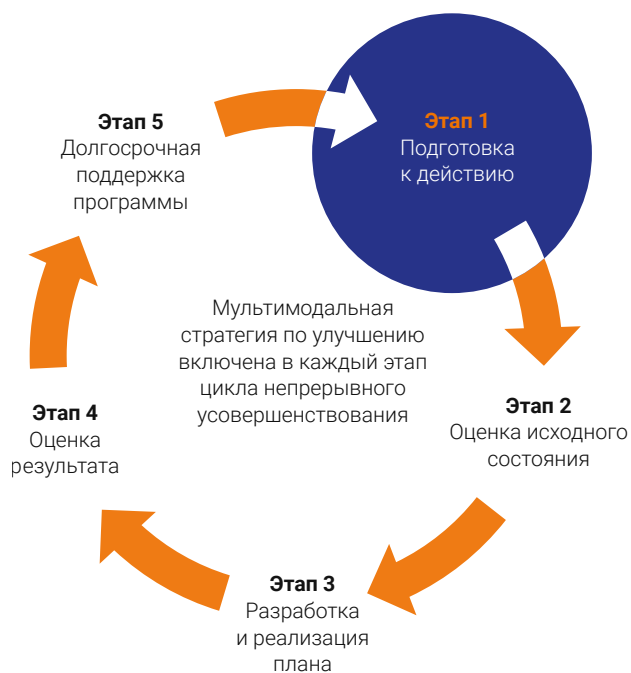 Этап 1
Подготовка
к действию
Этап 2
Оценка исходного
состояния
Этап 3
Разработка
и реализация
плана
Этап 4
Оценка
результата
Этап 5
Долгосрочная
поддержка
программы
Мультимодальная
стратегия по улучшению
включена в каждый этап
цикла непрерывного
усовершенствования